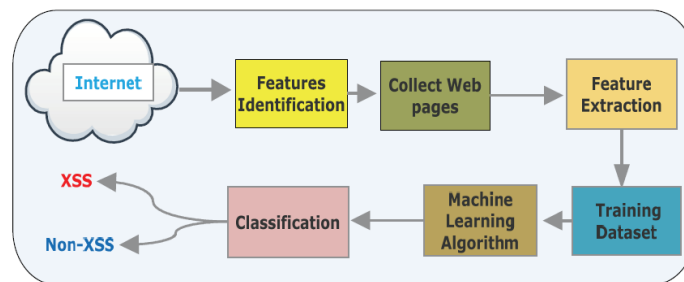 Internet
Features
Identification
Collect Web
pages
Feature
Extraction
Training
Dataset
Machine
Learning
Algorithm
Classification
XSS
Non-XSS